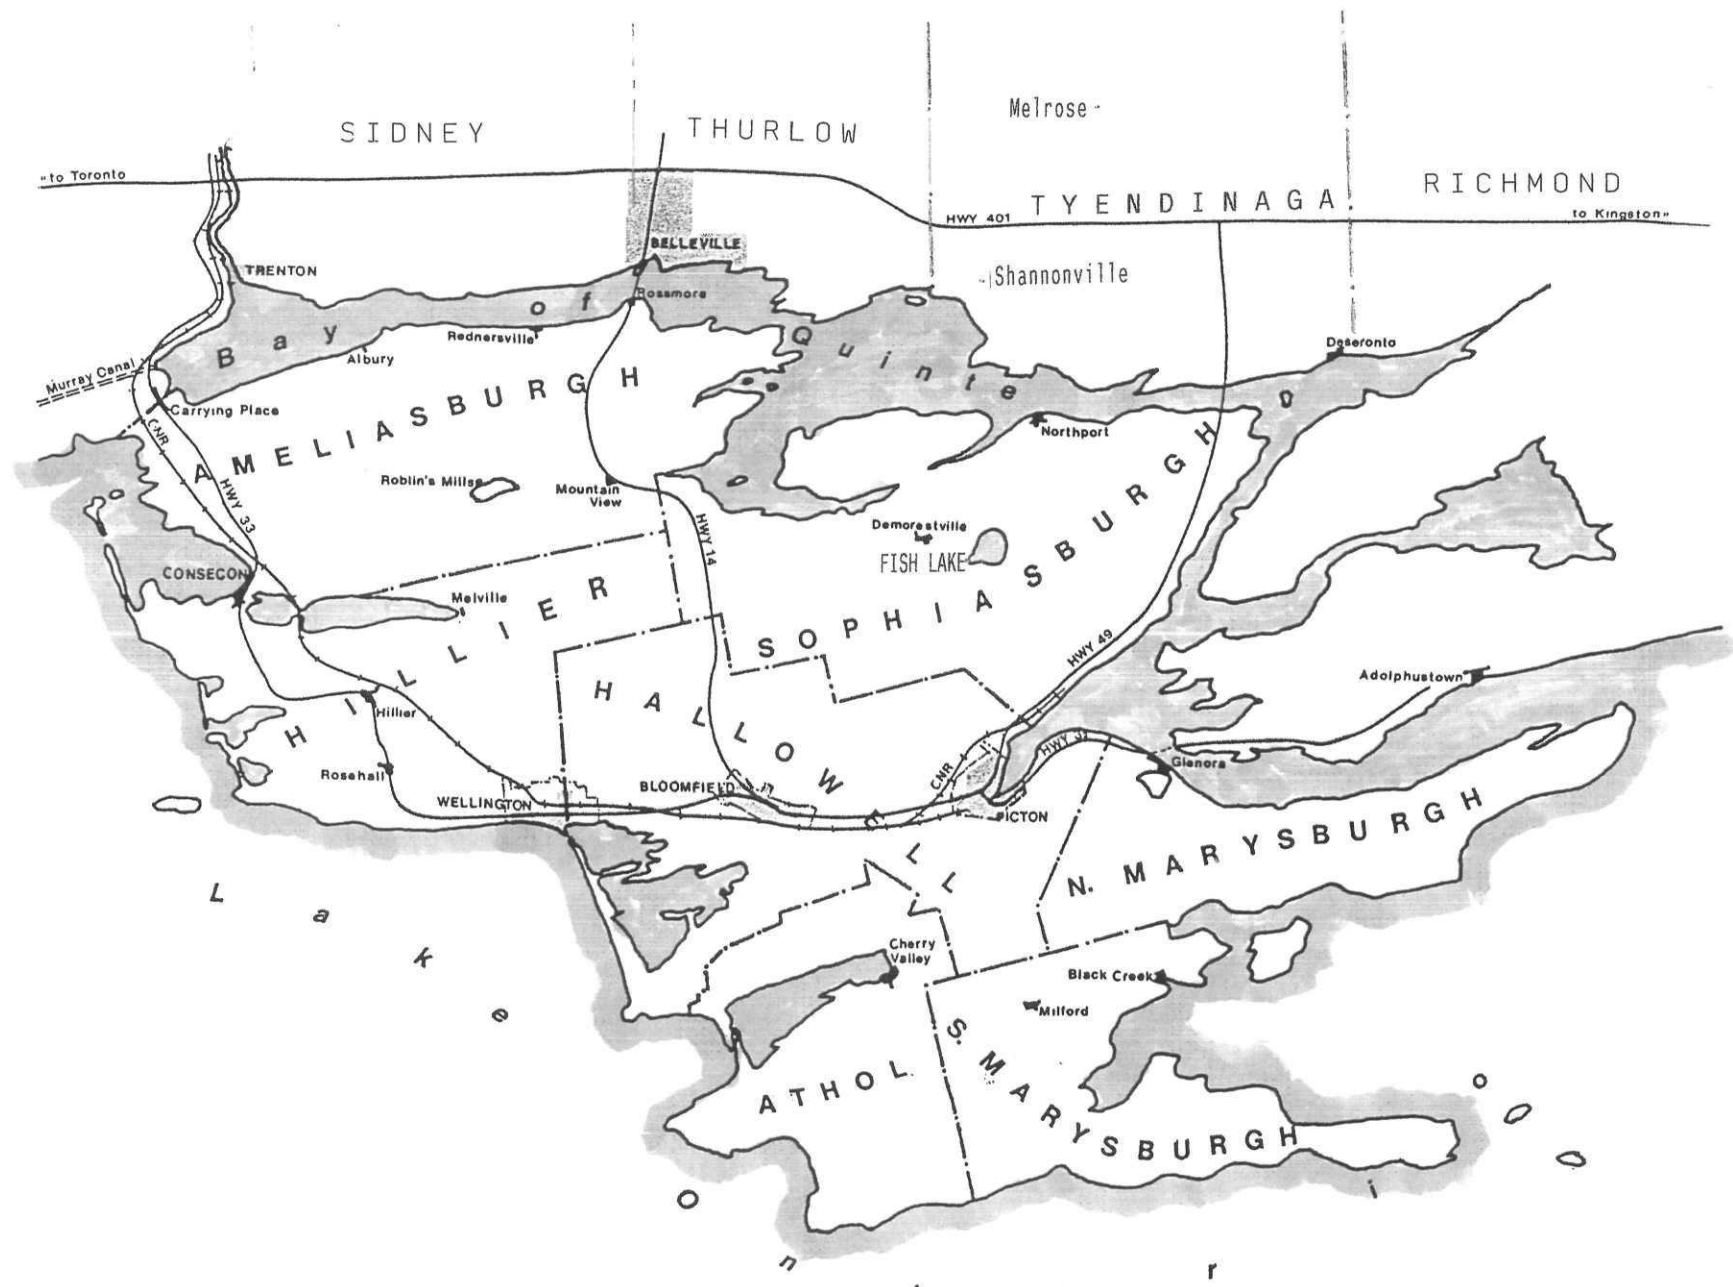 Melrose-
SIDNEY
THURLOW
"to Toronto
TYENDINAGA
RICHMOND
HWY 401
to Kingston"
BELLEVILLE
TRENTON
Shannonville
Rossmore
Bay of Quinte
Rednersville
Albury
Deseronto
Murray Canal
Carrying Place
CNR
AMELIASBURGH
Northport
HWY 33
Roblin's Mills
Mountain
View
HWY 14
Demorestville
FISH LAKE
SOPHIASBURGH
CONSECON
Melville
HILLIER
HWY 49
Adolphustown
HALLOWELL
Hillier
Rosehall
WELLINGTON
BLOOMFIELD
CNR
Glenora
PICTON
N. MARYSBURGH
Cherry
Valley
Black Creek
Milford
S. MARYSBURGH
ATHOL
Lake
On
r
i
o